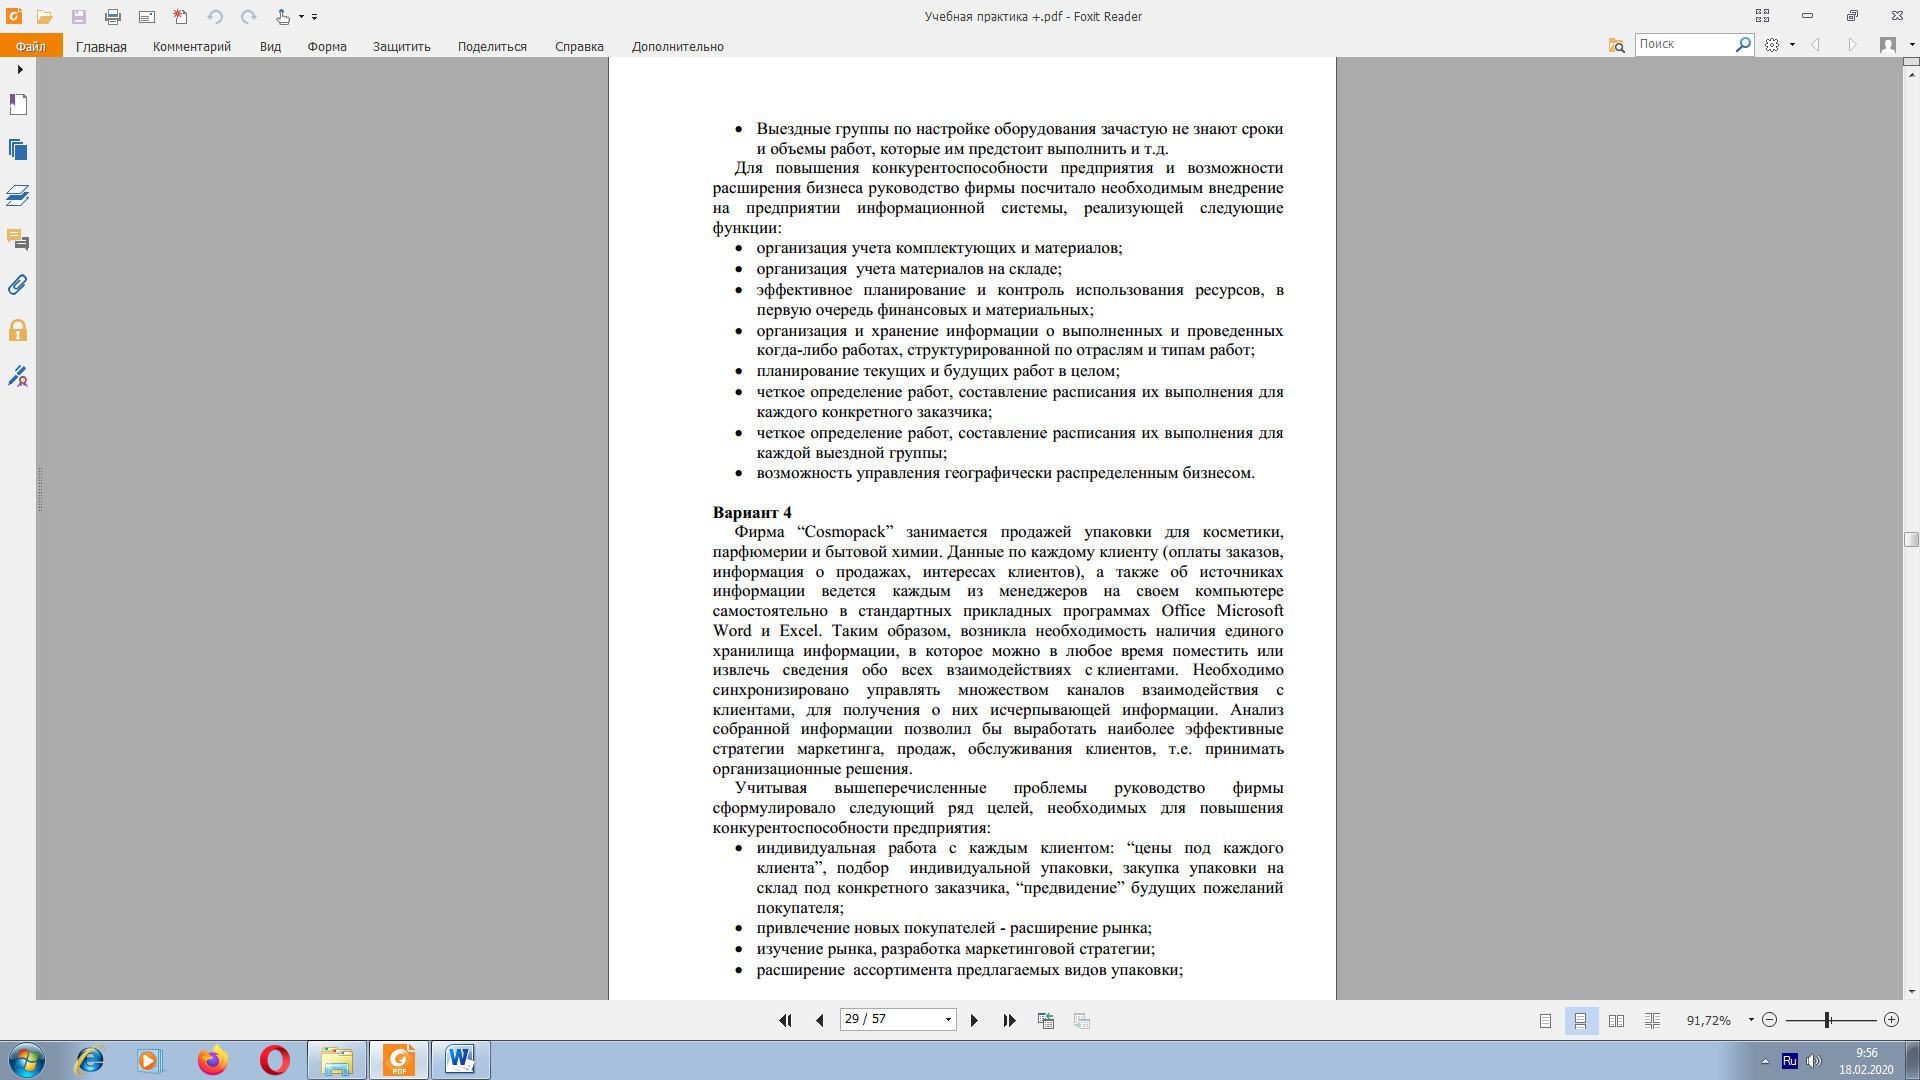 Учебная практика +.pdf - Foxit Reader
Файл Главная Комментарий Вид Форма Защитить Поделиться Справка Дополнительно Поиск
• Выездные группы по настройке оборудования зачастую не знают сроки
и объемы работ, которые им предстоит выполнить и т.д.
Для повышения конкурентоспособности предприятия и возможности
расширения бизнеса руководство фирмы посчитало необходимым внедрение
на предприятии информационной системы, реализующей следующие
функции:
• организация учета комплектующих и материалов;
• организация учета материалов на складе;
• эффективное планирование и контроль использования ресурсов, в
первую очередь финансовых и материальных;
• организация и хранение информации о выполненных и проведенных
когда-либо работах, структурированной по отраслям и типам работ;
• планирование текущих и будущих работ в целом;
• четкое определение работ, составление расписания их выполнения для
каждого конкретного заказчика;
• четкое определение работ, составление расписания их выполнения для
каждой выездной группы;
• возможность управления географически распределенным бизнесом.
Вариант 4
Фирма “Cosmopack” занимается продажей упаковки для косметики,
парфюмерии и бытовой химии. Данные по каждому клиенту (оплаты заказов,
информация о продажах, интересах клиентов), а также об источниках
информации ведется каждым из менеджеров на своем компьютере
самостоятельно в стандартных прикладных программах Office Microsoft
Word и Excel. Таким образом, возникла необходимость наличия единого
хранилища информации, в которое можно в любое время поместить или
извлечь сведения обо всех взаимодействиях с клиентами. Необходимо
синхронизировано управлять множеством каналов взаимодействия с
клиентами, для получения о них исчерпывающей информации. Анализ
собранной информации позволил бы выработать наиболее эффективные
стратегии маркетинга, продаж, обслуживания клиентов, т.е. принимать
организационные решения.
Учитывая вышеперечисленные проблемы руководство фирмы
сформулировало следующий ряд целей, необходимых для повышения
конкурентоспособности предприятия:
• индивидуальная работа с каждым клиентом: “цены под каждого
клиента”, подбор индивидуальной упаковки, закупка упаковки на
склад под конкретного заказчика, “предвидение” будущих пожеланий
покупателя;
• привлечение новых покупателей - расширение рынка;
• изучение рынка, разработка маркетинговой стратегии;
• расширение ассортимента предлагаемых видов упаковки;
29 / 57
91,72%
PDF
Ru
9:56
18.02.2020